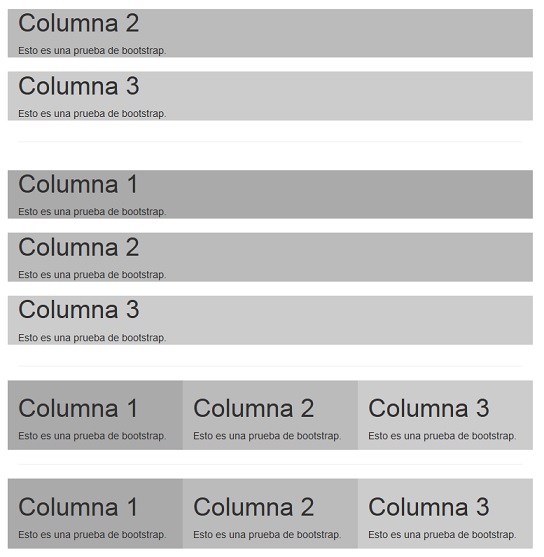 Columna 2
Esto es una prueba de bootstrap.
Columna 3
Esto es una prueba de bootstrap.
Columna 1
Esto es una prueba de bootstrap.
Columna 2
Esto es una prueba de bootstrap.
Columna 3
Esto es una prueba de bootstrap.
Columna 1 Columna 2 Columna 3
Esto es una prueba de bootstrap. Esto es una prueba de bootstrap. Esto es una prueba de bootstrap.
Columna 1 Columna 2 Columna 3
Esto es una prueba de bootstrap. Esto es una prueba de bootstrap. Esto es una prueba de bootstrap.